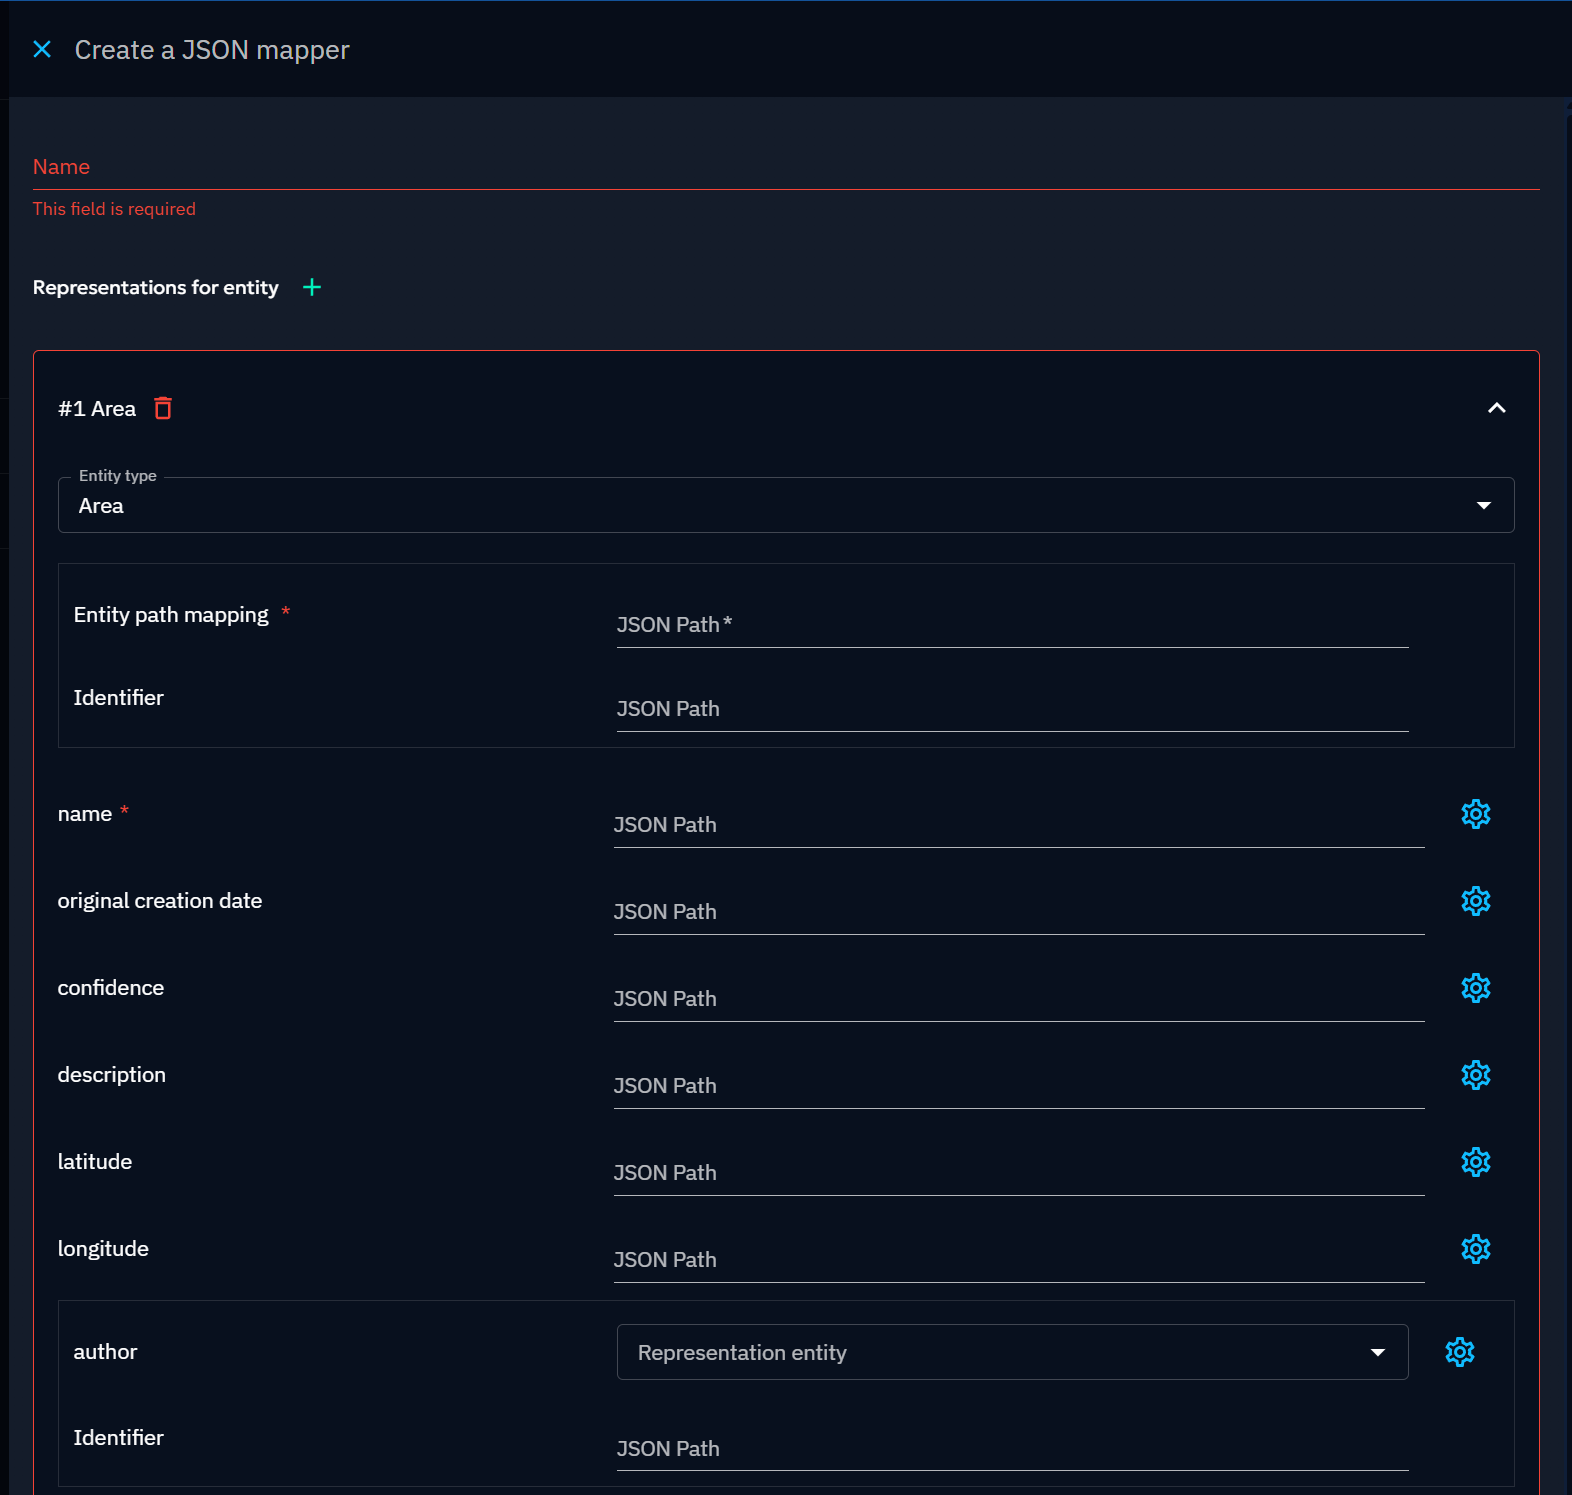 Create a JSON mapper
Name
This field is required
Representations for entity
#1 Area
Entity type
Area
Entity path mapping *
JSON Path*
Identifier
JSON Path
name *
JSON Path
original creation date
JSON Path
confidence
JSON Path
description
JSON Path
latitude
JSON Path
longitude
JSON Path
author
Representation entity
Identifier
JSON Path